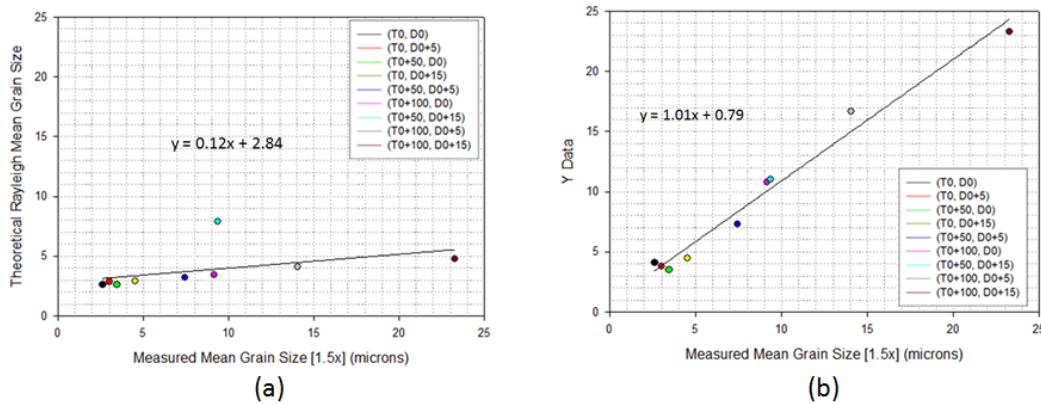 25
20
15
10
5
0
Theoretical Rayleigh Mean Grain Size
(T0, D0)
(T0, D0+5)
(T0+50, D0)
(T0, D0+15)
(T0+50, D0+5)
(T0+100, D0)
(T0+50, D0+15)
(T0+100, D0+5)
(T0+100, D0+15)
y = 0.12x + 2.84
0 5 10 15 20 25
Measured Mean Grain Size [1.5x] (microns)
(a)
25
20
15
10
5
0
Y Data
y = 1.01x + 0.79
(T0, D0)
(T0, D0+5)
(T0+50, D0)
(T0, D0+15)
(T0+50, D0+5)
(T0+100, D0)
(T0+50, D0+15)
(T0+100, D0+5)
(T0+100, D0+15)
0 5 10 15 20 25
Measured Mean Grain Size [1.5x] (microns)
(b)